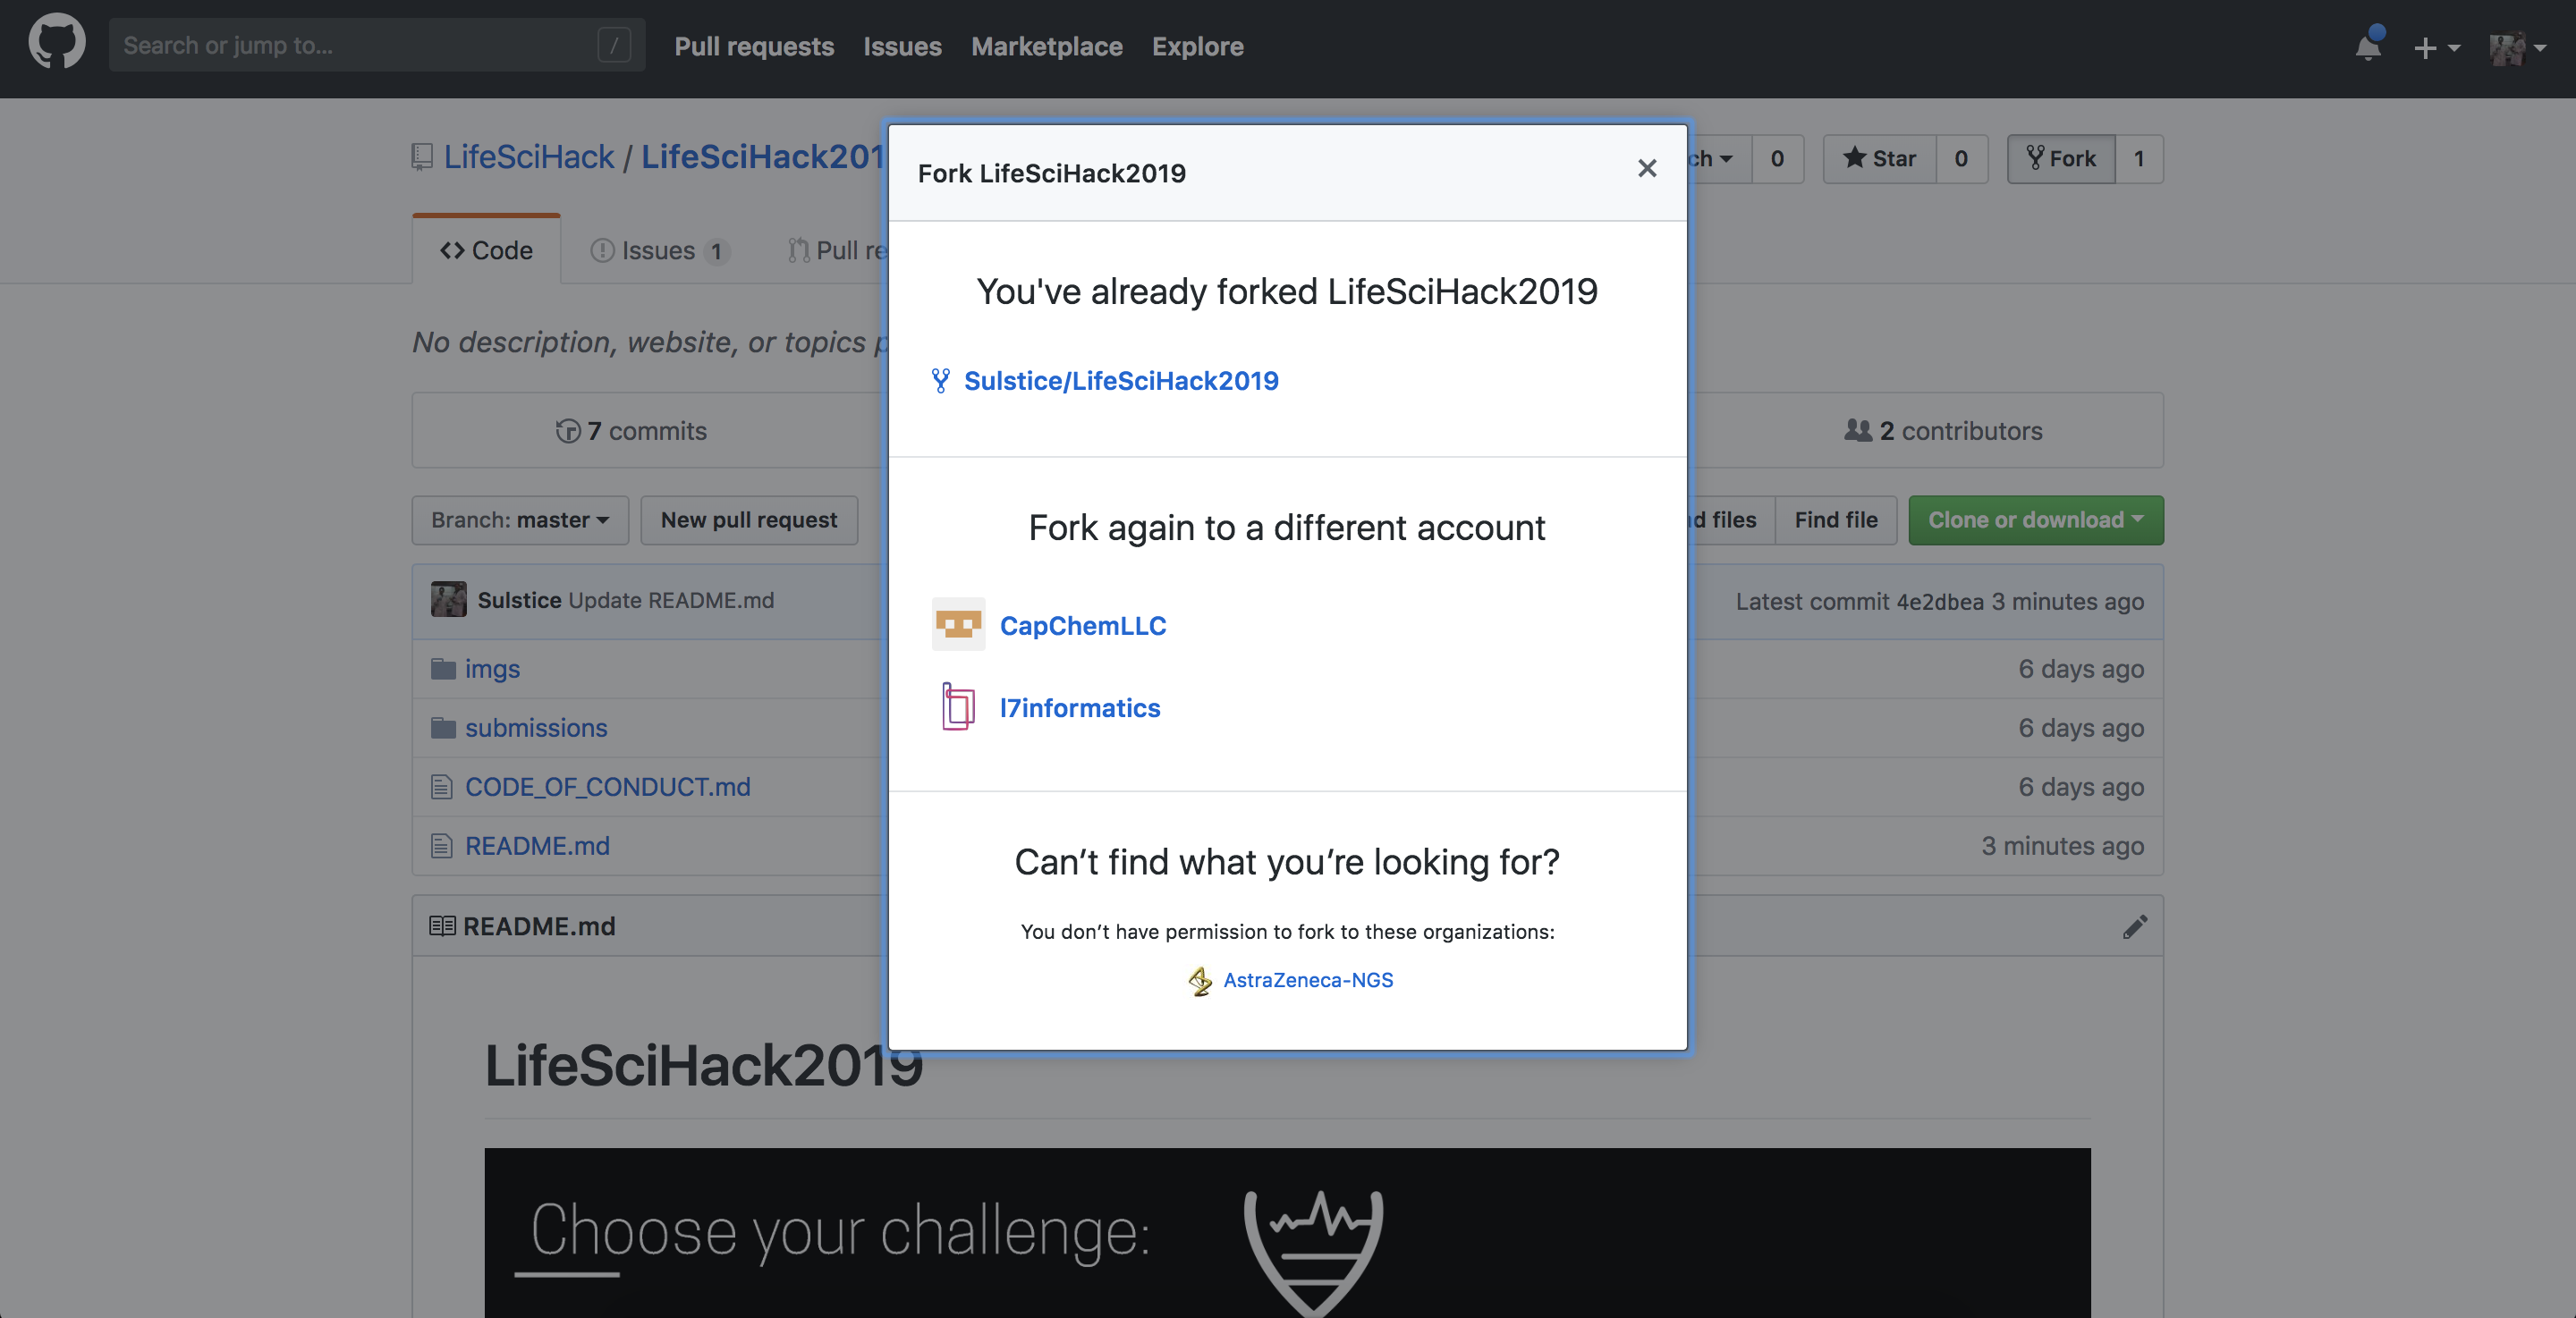 Search or jump to...
/
Pull requests
Issues
Marketplace
Explore
LifeSciHack / LifeSciHack201
ch
0
Star
0
Fork
1
Code
Issues 1
Pull re
No description, website, or topics p
7 commits
2 contributors
Branch: master
New pull request
d files
Find file
Clone or download
Sulstice Update README.md
Latest commit 4e2dbea 3 minutes ago
imgs
6 days ago
submissions
6 days ago
CODE_OF_CONDUCT.md
6 days ago
README.md
3 minutes ago
README.md
LifeSciHack2019
Choose your challenge:
Fork LifeSciHack2019
You've already forked LifeSciHack2019
Sulstice/LifeSciHack2019
Fork again to a different account
CapChemLLC
l7informatics
Can’t find what you’re looking for?
You don’t have permission to fork to these organizations:
AstraZeneca-NGS